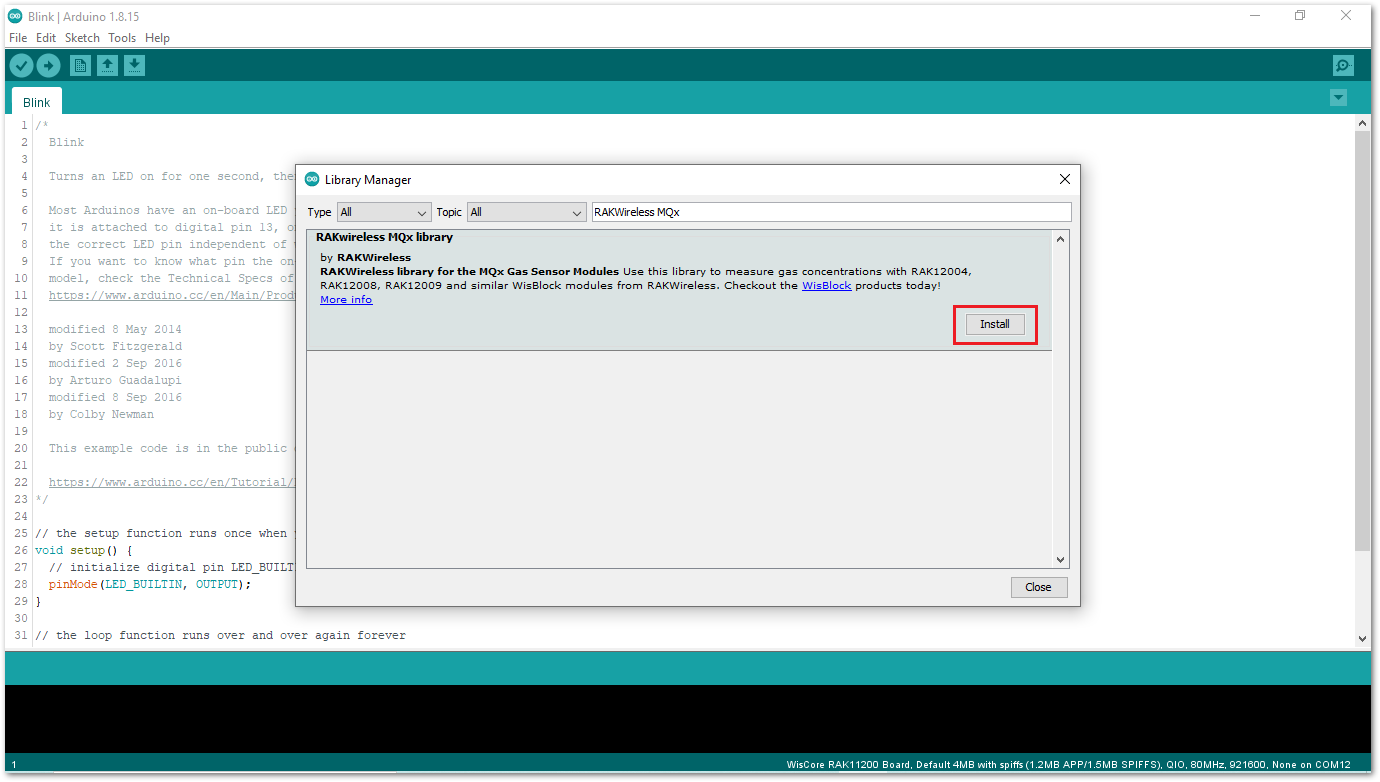 Blink | Arduino 1.8.15
File Edit Sketch Tools Help
Blink
1 /*
2 Blink
3
4 Turns an LED on for one second, the
5
6 Most Arduinos have an on-board LED
7 it is attached to digital pin 13, o
8 the correct LED pin independent of
9 If you want to know what pin the on
10 model, check the Technical Specs of
11 https://www.arduino.cc/en/Main/Prod
12
13 modified 8 May 2014
14 by Scott Fitzgerald
15 modified 2 Sep 2016
16 by Arturo Guadalupi
17 modified 8 Sep 2016
18 by Colby Newman
19
20 This example code is in the public
21
22 https://www.arduino.cc/en/Tutorial/
23 */
24
25 // the setup function runs once when
26 void setup() {
27 // initialize digital pin LED_BUILT
28 pinMode(LED_BUILTIN, OUTPUT);
29 }
30
31 // the loop function runs over and over again forever
Library Manager
Type All Topic All RAKWireless MQx
RAKwireless MQx library
by RAKWireless
RAKWireless library for the MQx Gas Sensor Modules Use this library to measure gas concentrations with RAK12004,
RAK12008, RAK12009 and similar WisBlock modules from RAKWireless. Checkout the WisBlock products today!
More info
Install
Close
1 WisCore RAK11200 Board, Default 4MB with spiffs (1.2MB APP/1.5MB SPIFFS), QIO, 80MHz, 921600, None on COM12